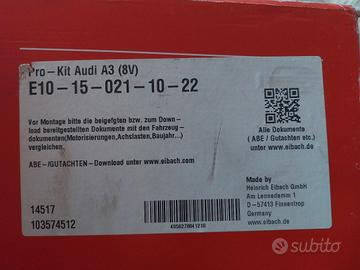 Pro-Kit Audi A3 (8V)
E10-15-021-10-22
Vor Montage bitte die beigefgten bzw. zum Down-
load bereitgestellten Dokumente mit den Fahrzeug-
dokumenten(Motorisierungen,Achslasten,Baujahr...)
vergleichen.
ABE-/GUTACHTEN-Download unter www.eibach.com
Alle Dokumente
( ABE / Gutachten etc.)
unter www.eibach.com
14517
103574512
Made by
Heinrich Eibach GmbH
Am Lennedamm 1
D-57413 Finnentrop
Germany
www.eibach.de
subito